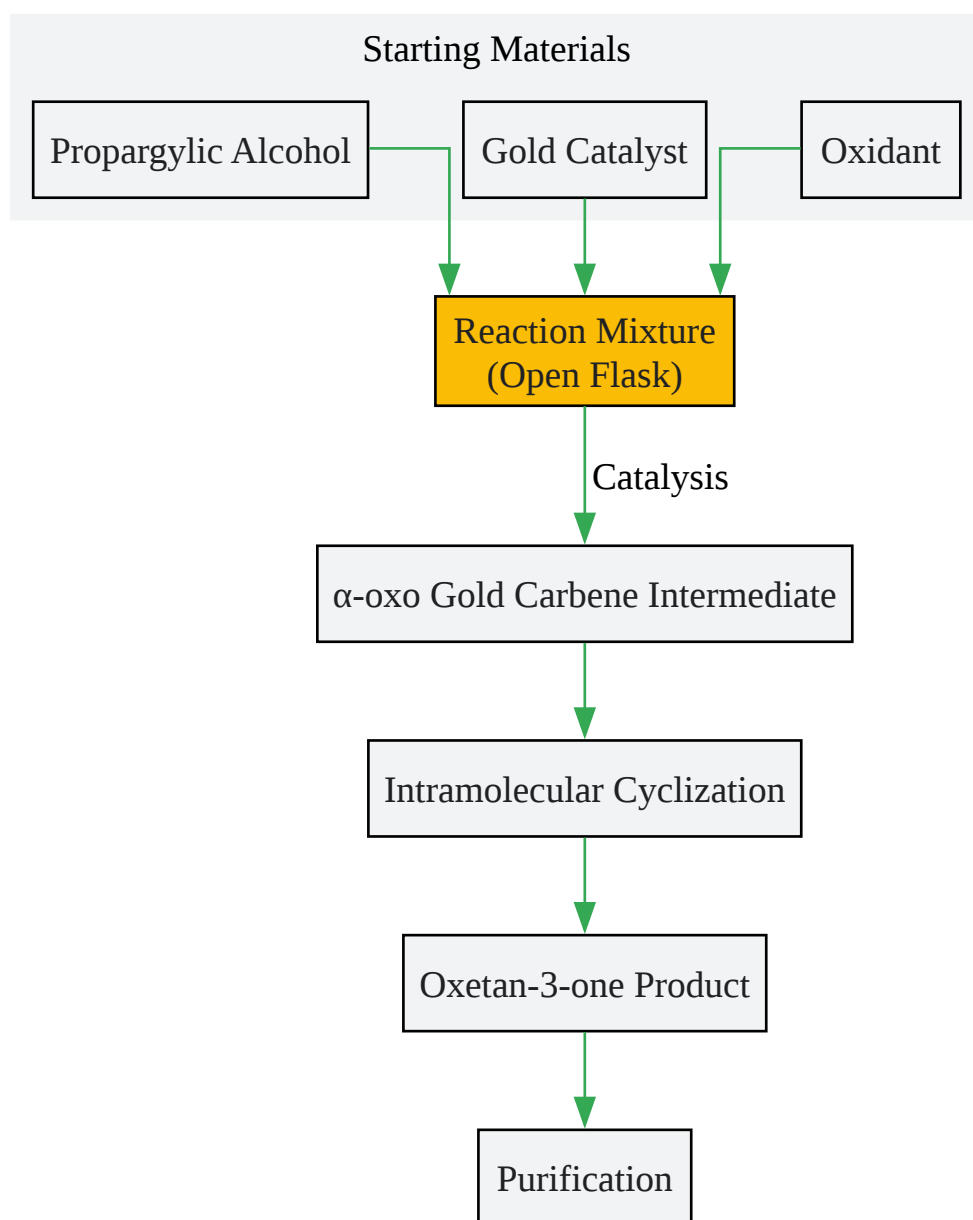 Starting Materials
Propargylic Alcohol
Gold Catalyst
Oxidant
Reaction Mixture
(Open Flask)
Catalysis
α-oxo Gold Carbene Intermediate
Intramolecular Cyclization
Oxetan-3-one Product
Purification